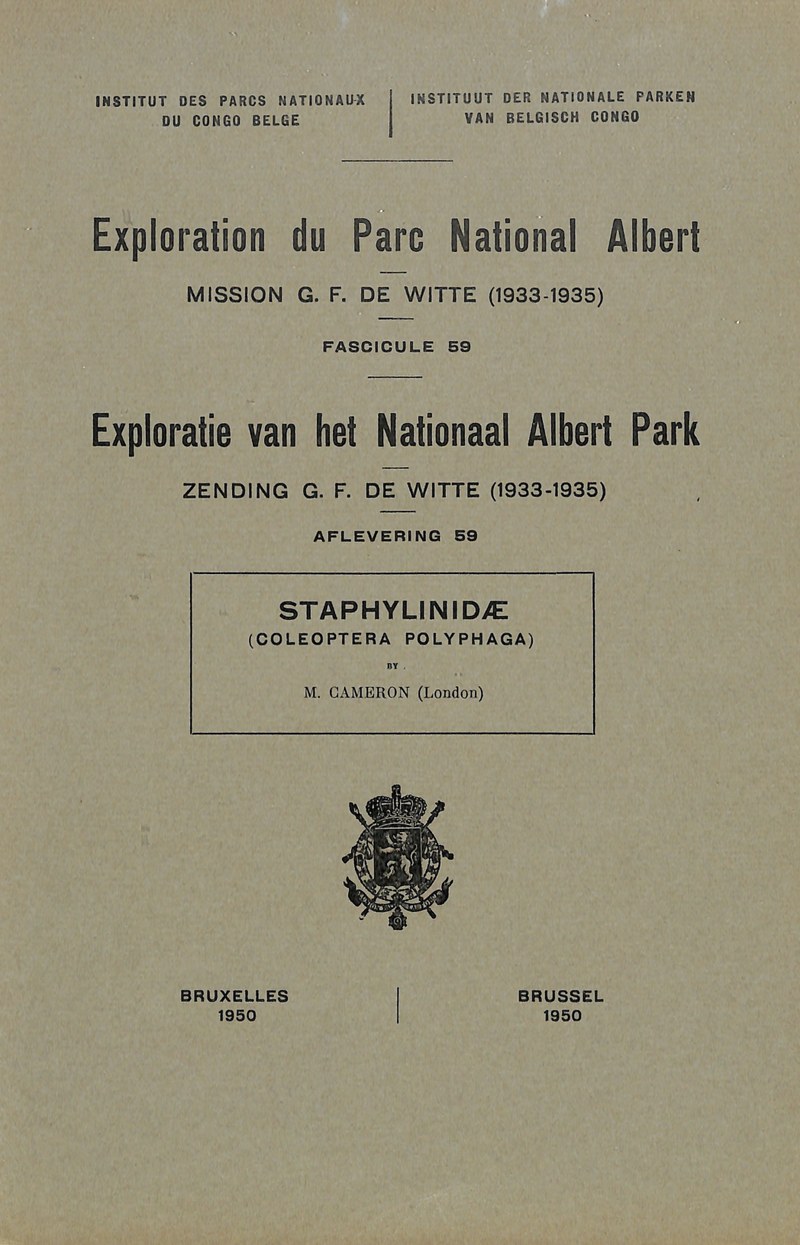 INSTITUT DES PARCS NATIONAUX
DU CONGO BELGE
INSTITUUT DER NATIONALE PARKEN
VAN BELGISCH CONGO
Exploration du Parc National Albert
MISSION G. F. DE WITTE (1933-1935)
FASCICULE 59
Exploratie van het Nationaal Albert Park
ZENDING G. F. DE WITTE (1933-1935)
AFLEVERING 59
STAPHYLINIDÆ
(COLEOPTERA POLYPHAGA)
BY
M. CAMERON (London)
BRUXELLES
1950
BRUSSEL
1950